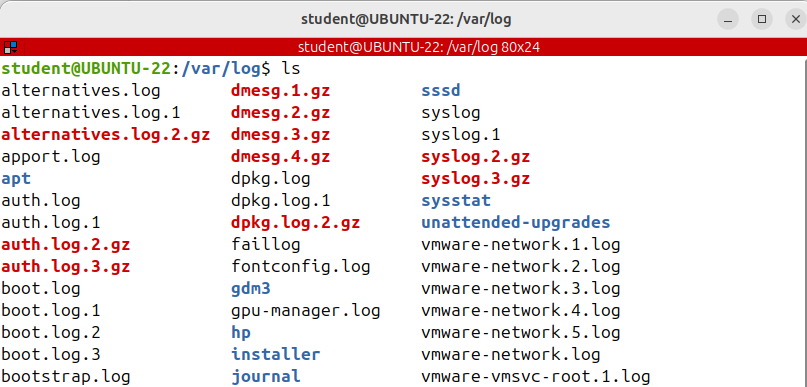 student@UBUNTU-22: /var/log
student@UBUNTU-22: /var/log 80x24
student@UBUNTU-22:/var/log$ ls
alternatives.log dmesg.1.gz sssd
alternatives.log.1 dmesg.2.gz syslog
alternatives.log.2.gz dmesg.3.gz syslog.1
apport.log dmesg.4.gz syslog.2.gz
apt dpkg.log syslog.3.gz
auth.log dpkg.log.1 sysstat
auth.log.1 dpkg.log.2.gz unattended-upgrades
auth.log.2.gz faillog vmware-network.1.log
auth.log.3.gz fontconfig.log vmware-network.2.log
boot.log gdm3 vmware-network.3.log
boot.log.1 gpu-manager.log vmware-network.4.log
boot.log.2 hp vmware-network.5.log
boot.log.3 installer vmware-network.log
bootstrap.log journal vmware-vmsvc-root.1.log